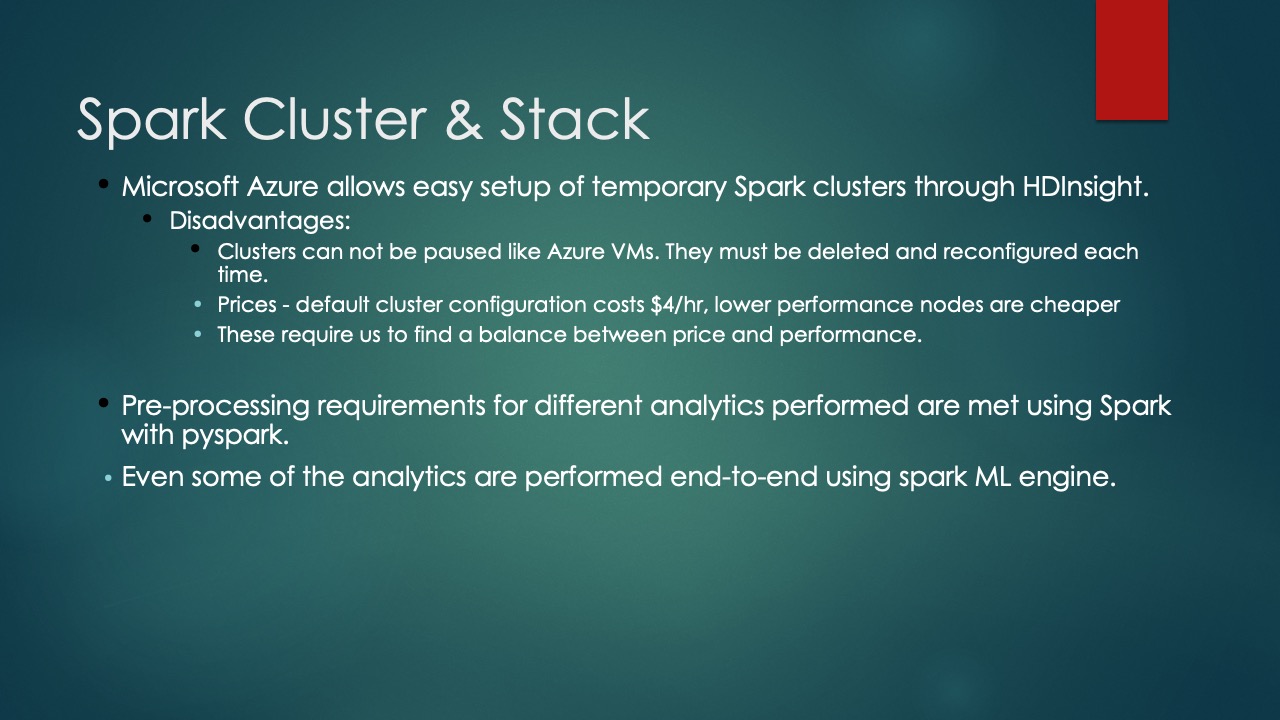 Spark Cluster & Stack
Microsoft Azure allows easy setup of temporary Spark clusters through HDInsight.
Disadvantages:
Clusters can not be paused like Azure VMs. They must be deleted and reconfigured each
time.
Prices - default cluster configuration costs $4/hr, lower performance nodes are cheaper
These require us to find a balance between price and performance.
Pre-processing requirements for different analytics performed are met using Spark
with pyspark.
Even some of the analytics are performed end-to-end using spark ML engine.